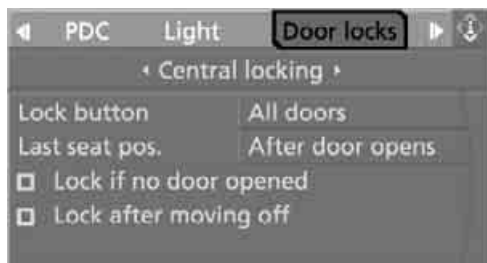 PDC Light Door locks
Central locking
Lock button All doors
Last seat pos. After door opens
Lock if no door opened
Lock after moving off